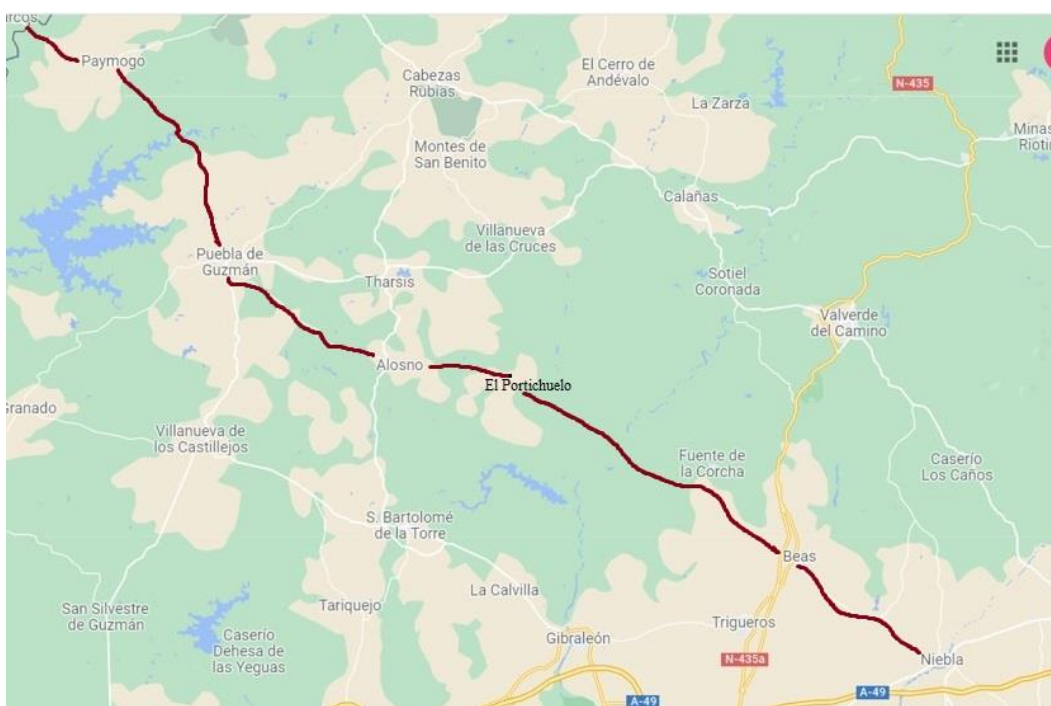 arcos
Paymogo
Cabezas
Rubias
El Cerro de
Andévalo
N-435
La Zarza
Minas
Riotin
Montes de
San Benito
Calañas
Villanueva
de las Cruces
Puebla de
Guzmán
Tharsis
Sotiel
Coronada
Valverde
del Camino
Alosno
El Portichuelo
Granado
Villanueva de
los Castillejos
Fuente de
la Corcha
Caserío
Los Caños
S. Bartolomé
de la Torre
Beas
La Calvilla
San Silvestre
de Guzmán
Tariquejo
Caserío
Dehesa de
las Yeguas
Gibraleón
Trigueros
N-435a
Niebla
A-49
A-49